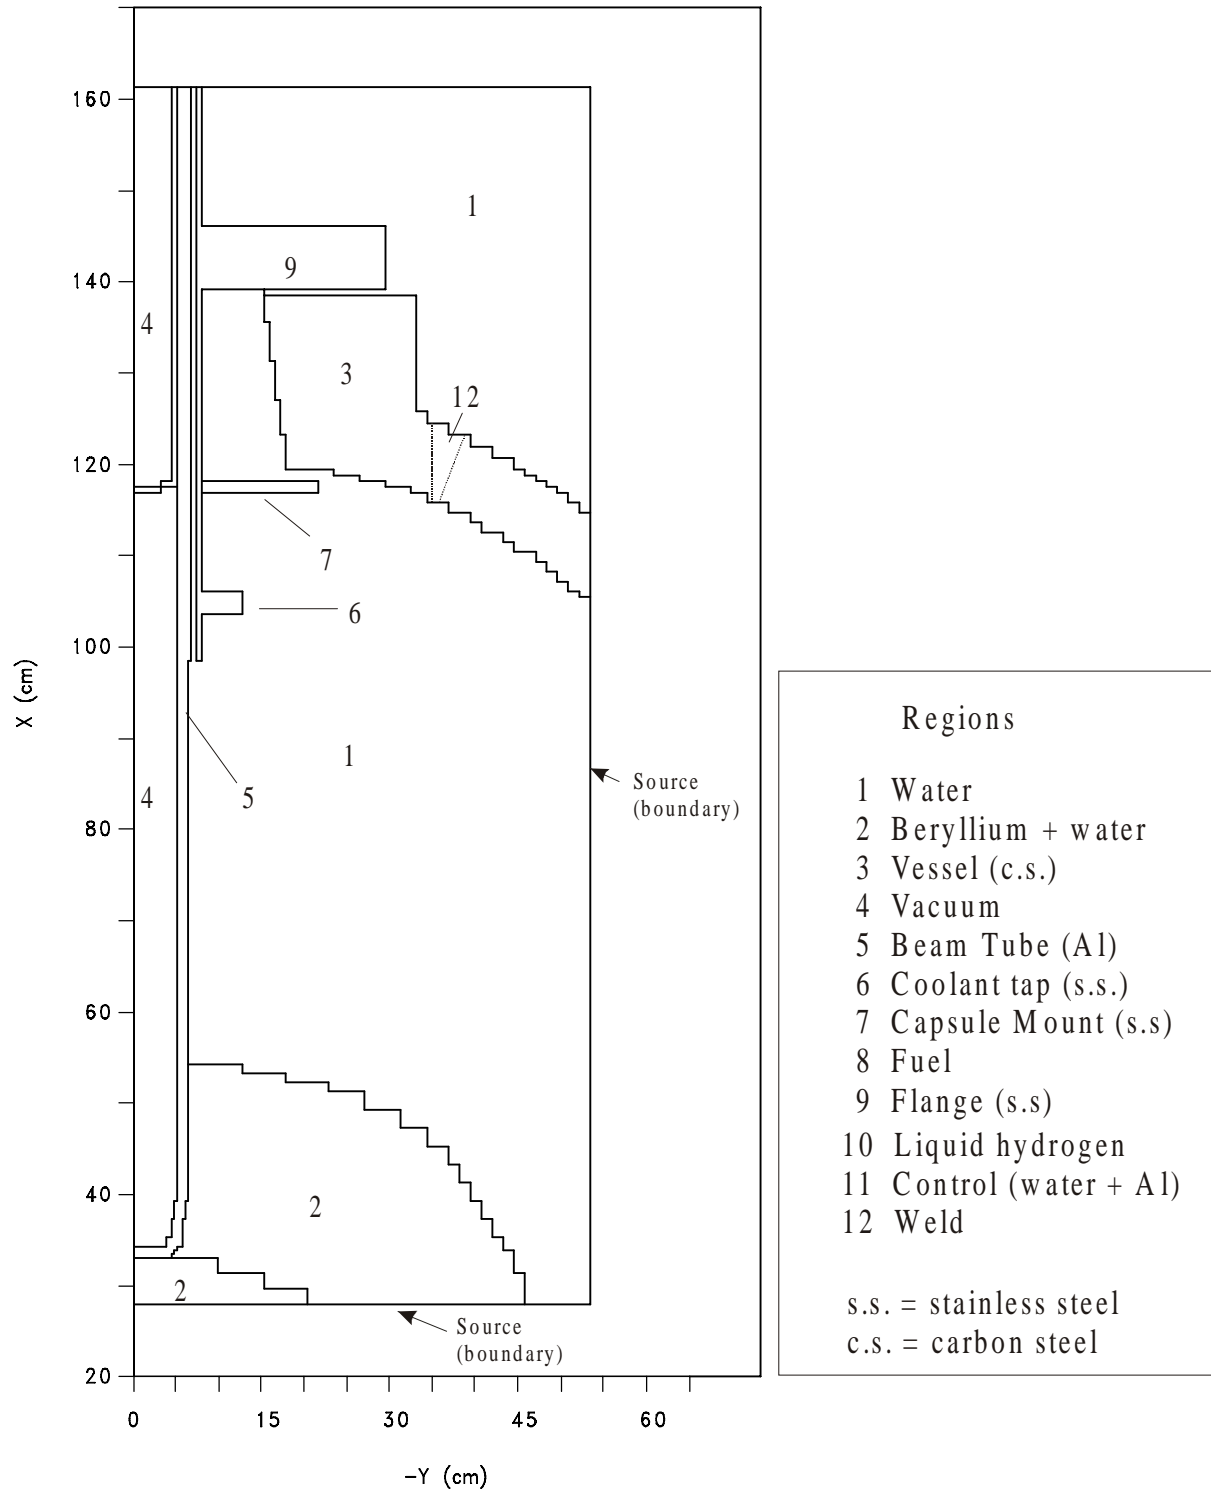 160
1
140
9
4
3
12
120
7
6
100
X (cm)
1
4
5
Source
(boundary)
80
60
40
2
2
Source
(boundary)
20
0
15
30
45
60
-Y (cm)
Regions
1 Water
2 Beryllium + water
3 Vessel (c.s.)
4 Vacuum
5 Beam Tube (Al)
6 Coolant tap (s.s.)
7 Capsule Mount (s.s)
8 Fuel
9 Flange (s.s)
10 Liquid hydrogen
11 Control (water + Al)
12 Weld
s.s. = stainless steel
c.s. = carbon steel